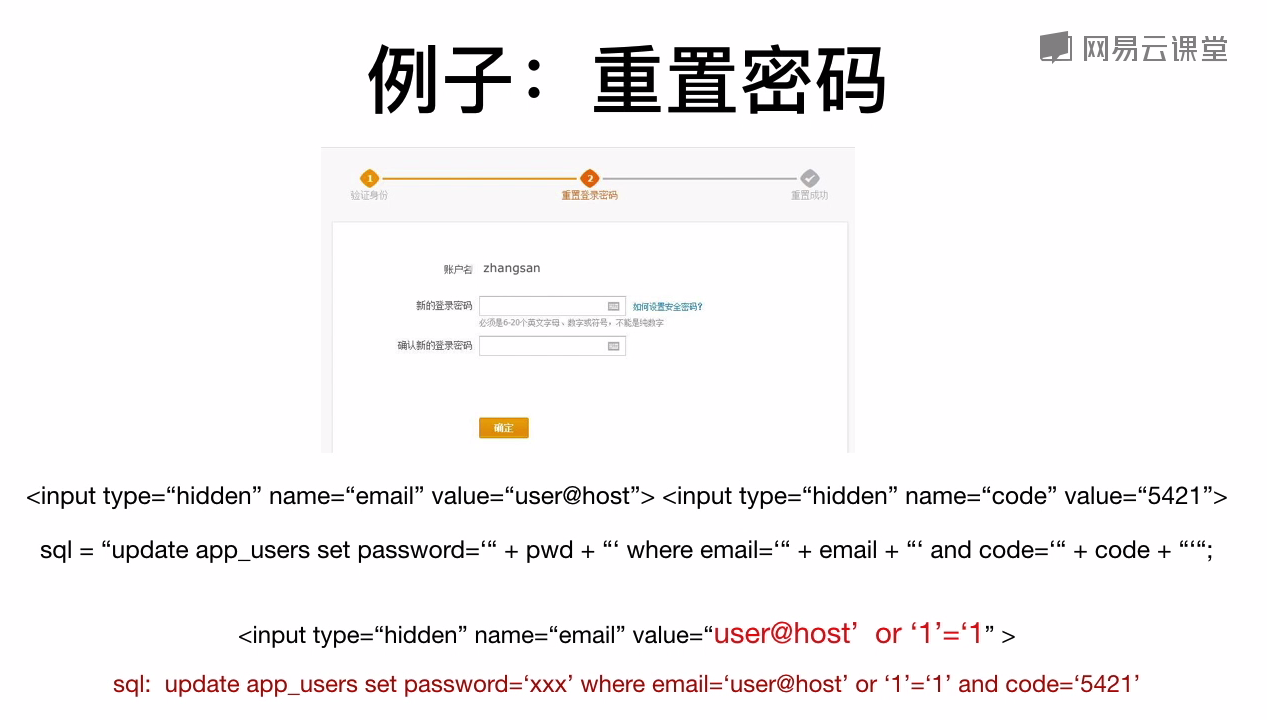 例子：重置密码
网易云课堂
1 2
验证身份 重置登录密码 重置成功
账户名 zhangsan
新的登录密码 如何设置安全密码?
必须是6-20个英文字母、数字或符号，不能是纯数字
确认新的登录密码
确定
<input type=“hidden” name=“email” value=“user@host”> <input type=“hidden” name=“code” value=“5421”>
sql = “update app_users set password=‘“ + pwd + “‘ where email=‘“ + email + “‘ and code=‘“ + code + “‘“;
<input type=“hidden” name=“email” value=“user@host’ or ‘1’=‘1” >
sql: update app_users set password=‘xxx’ where email=‘user@host’ or ‘1’=‘1’ and code=‘5421’